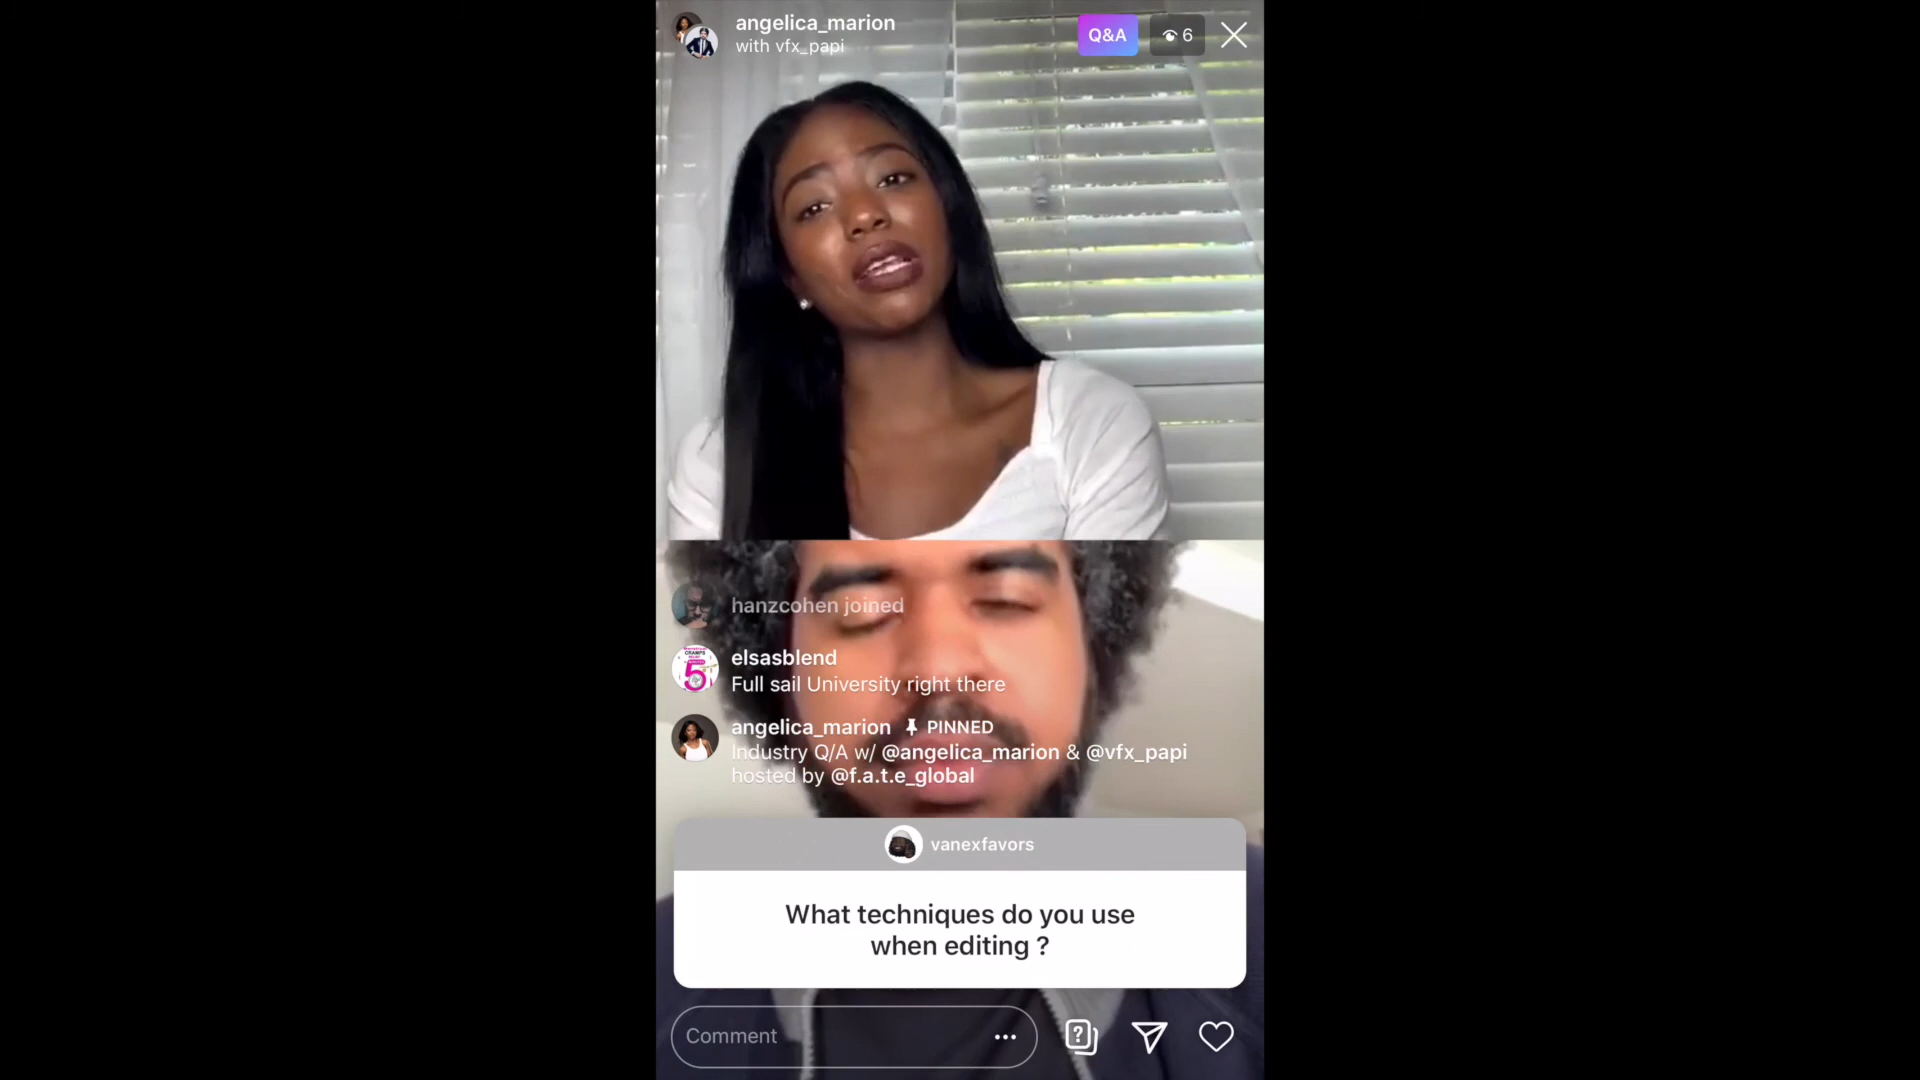 angelica_marion
with vfx_papi
Q&A
6
hanzcohen joined
elsasblend
Full sail University right there
angelica_marion PINNED
Industry Q/A w/ @angelica_marion & @vfx_papi
hosted by @f.a.t.e_global
vanexfavors
What techniques do you use
when editing ?
Comment